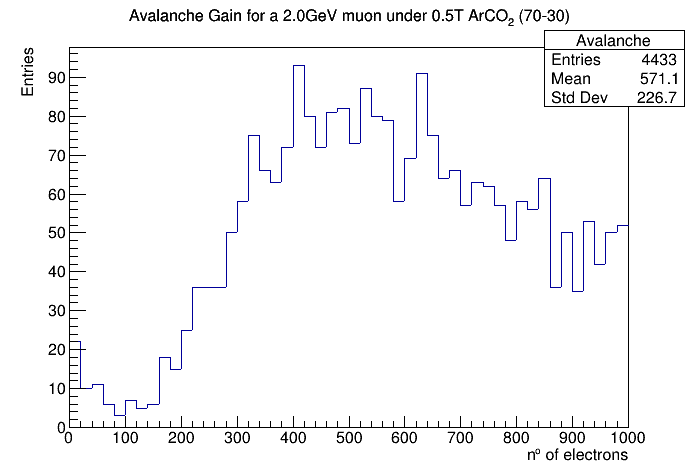 Avalanche Gain for a 2.0GeV muon under 0.5T ArCO₂ (70-30)
Avalanche
Entries 4433
Mean 571.1
Std Dev 226.7
Entries
90
80
70
60
50
40
30
20
10
0
0 100 200 300 400 500 600 700 800 900 1000
nº of electrons